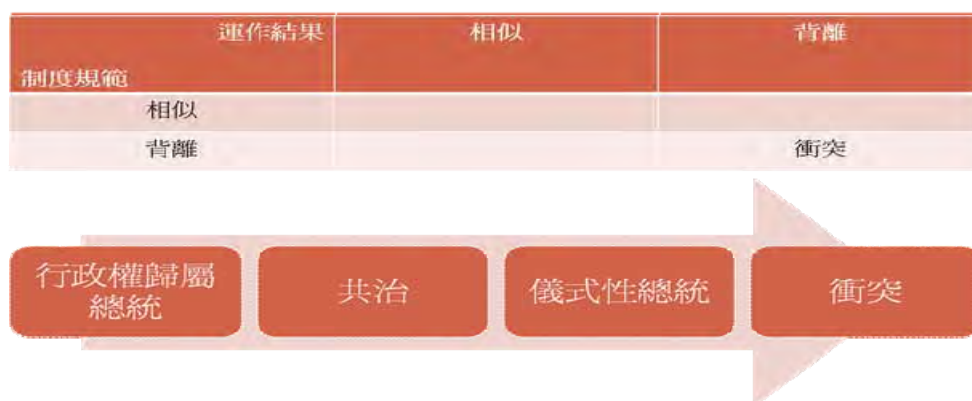 運作結果 相似 背離
制度規範
相似
背離 衝突
行政權歸屬
總統
共治
儀式性總統
衝突